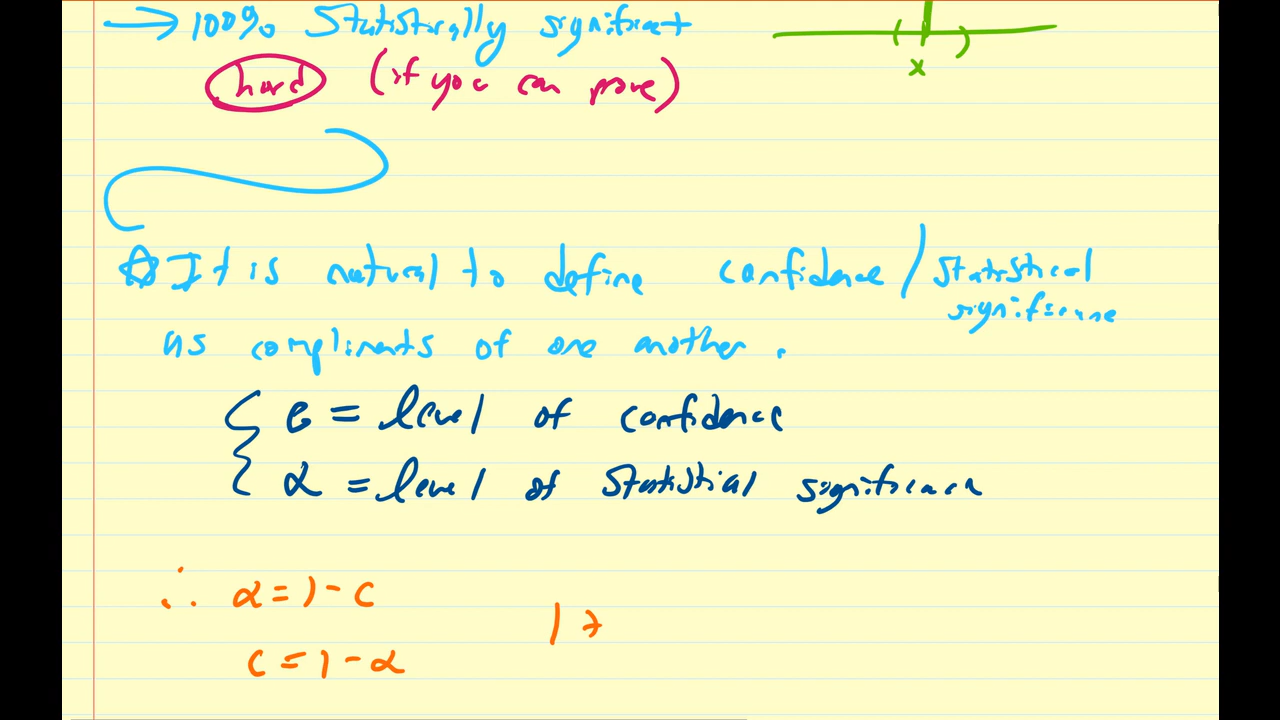 → 100% Statistically significant
hard (if you can prove)
x
☆ It is natural to define confidence / statistical significance
as compliments of one another.
C = level of confidence
α = level of statistical significance
∴ α = 1 - c
c = 1 - α